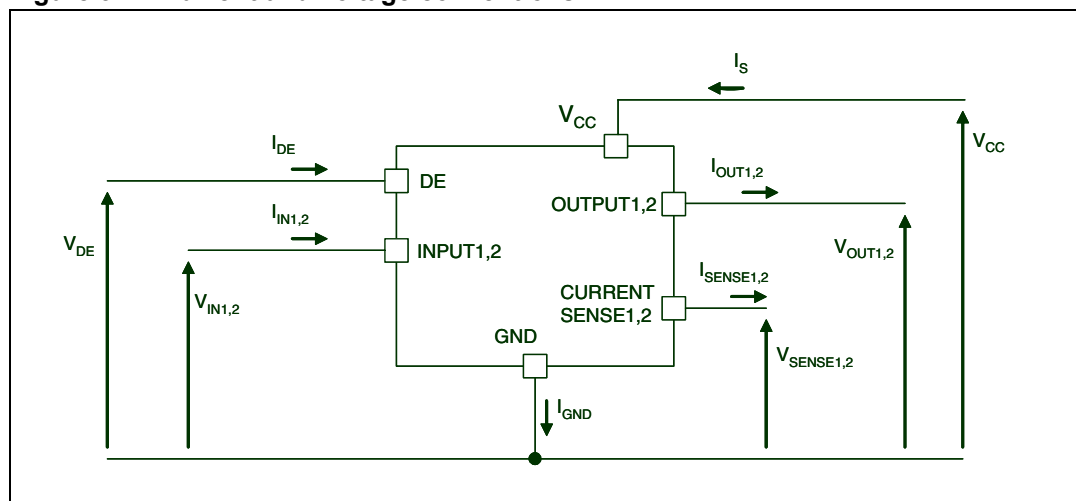 I_S
V_CC
V_CC
I_DE
DE
I_OUT1,2
OUTPUT1,2
I_IN1,2
INPUT1,2
V_DE
V_OUT1,2
V_IN1,2
I_SENSE1,2
CURRENT
SENSE1,2
GND
V_SENSE1,2
I_GND